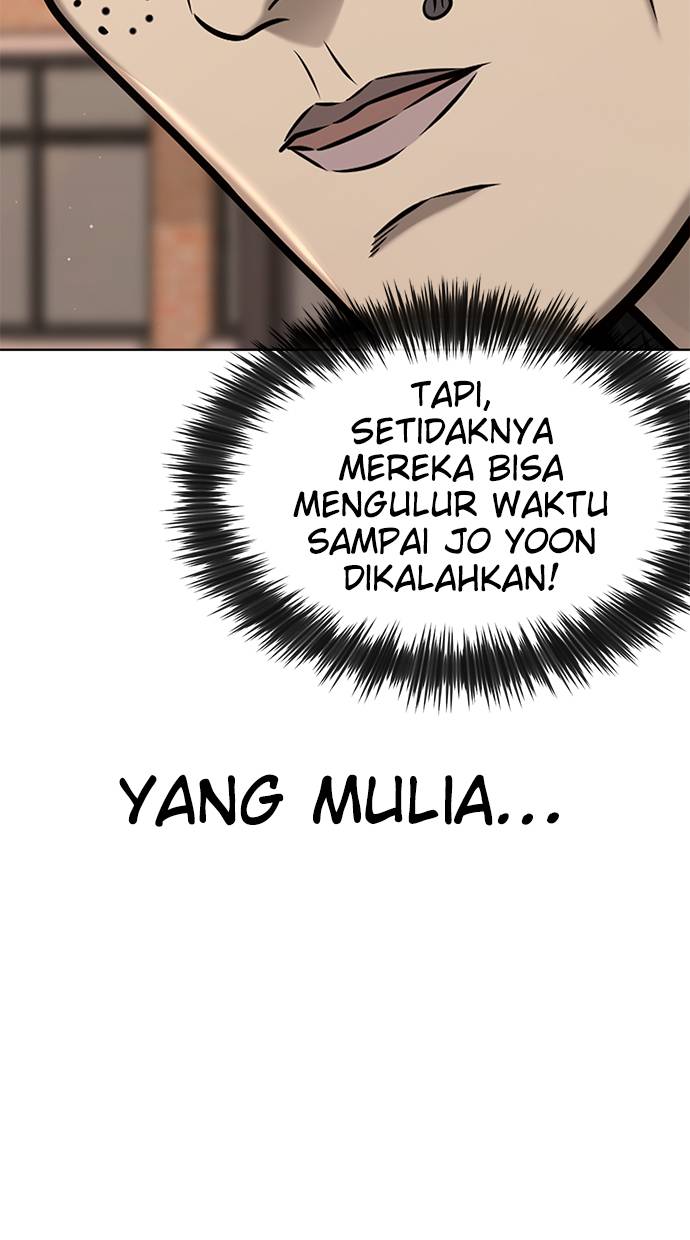 TAPI,
SETIDAKNYA
MEREKA BISA
MENGULUR WAKTU
SAMPAI JO YOON
DIKALAHKAN!
YANG MULIA...